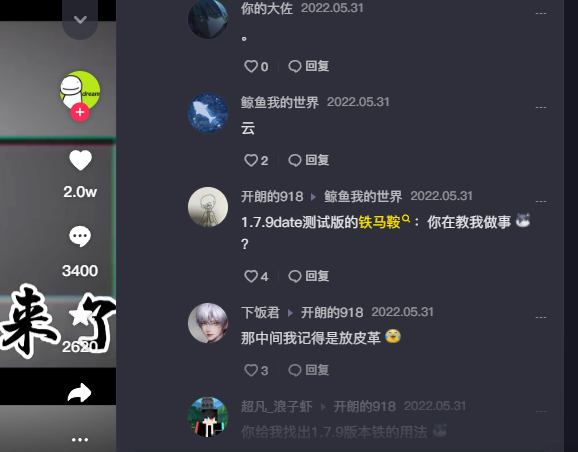 dream
2.0w
3400
来了
2620
你的大佐 2022.05.31
。
0 回复
鲸鱼我的世界 2022.05.31
云
2 回复
开朗的918 鲸鱼我的世界 2022.05.31
1.7.9date测试版的铁马鞍：你在教我做事
？
4 回复
下饭君 开朗的918 2022.05.31
那中间我记得是放皮革
3 回复
超凡_浪子虾 开朗的918 2022.05.31
你给我找出1.7.9版本铁的用法